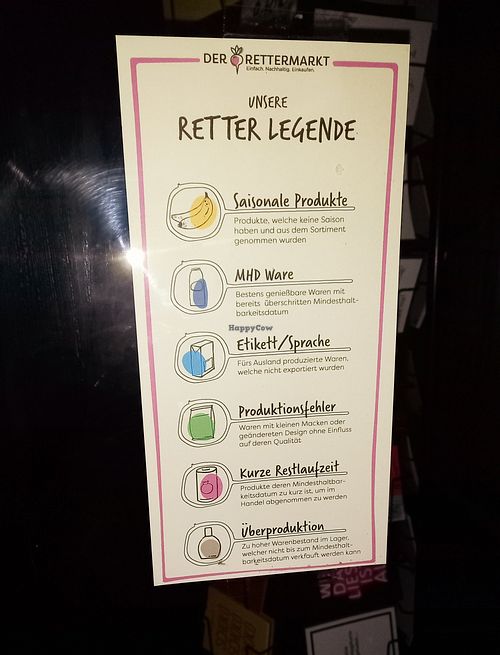 DER RETTERMARKT
Einfach. Nachhaltig. Einkaufen.
UNSERE
RETTER LEGENDE
Saisonale Produkte
Produkte, welche keine Saison
haben und aus dem Sortiment
genommen wurden
MHD Ware
Bestens genießbare Waren mit
bereits überschritten Mindesthalt-
barkeitsdatum
HappyCow
Etikett/Sprache
Fürs Ausland produzierte Waren,
welche nicht exportiert wurden
Produktionsfehler
Waren mit kleinen Macken oder
geändereten Design ohne Einfluss
auf deren Qualität
Kurze Restlaufzeit
Produkte deren Mindesthaltbar-
keitsdatum zu kurz ist, um im
Handel abgenommen zu werden
Überproduktion
Zu hoher Warenbestand im Lager,
welcher nicht bis zum Mindesthalt-
barkeitsdatum verkauft werden kann